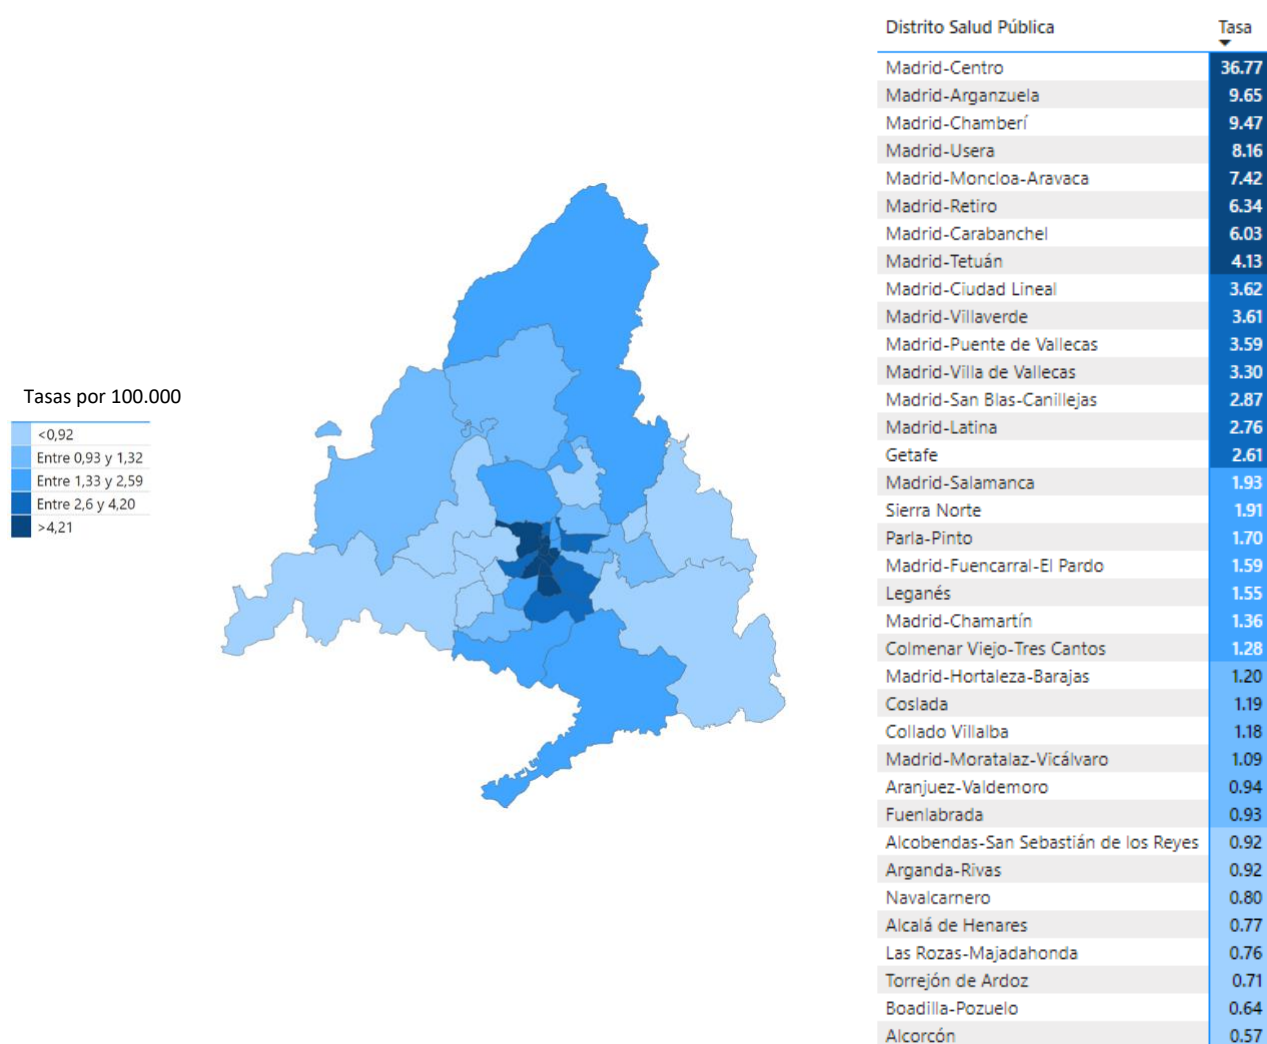 Distrito Salud Pública Tasa
Madrid-Centro 36.77
Madrid-Arganzuela 9.65
Madrid-Chamberí 9.47
Madrid-Usera 8.16
Madrid-Moncloa-Aravaca 7.42
Madrid-Retiro 6.34
Madrid-Carabanchel 6.03
Madrid-Tetuán 4.13
Madrid-Ciudad Lineal 3.62
Madrid-Villaverde 3.61
Madrid-Puente de Vallecas 3.59
Madrid-Villa de Vallecas 3.30
Madrid-San Blas-Canillejas 2.87
Madrid-Latina 2.76
Getafe 2.61
Madrid-Salamanca 1.93
Sierra Norte 1.91
Parla-Pinto 1.70
Madrid-Fuencarral-El Pardo 1.59
Leganés 1.55
Madrid-Chamartín 1.36
Colmenar Viejo-Tres Cantos 1.28
Madrid-Hortaleza-Barajas 1.20
Coslada 1.19
Collado Villalba 1.18
Madrid-Moratalaz-Vicálvaro 1.09
Aranjuez-Valdemoro 0.94
Fuenlabrada 0.93
Alcobendas-San Sebastián de los Reyes 0.92
Arganda-Rivas 0.92
Navalcarnero 0.80
Alcalá de Henares 0.77
Las Rozas-Majadahonda 0.76
Torrejón de Ardoz 0.71
Boadilla-Pozuelo 0.64
Alcorcón 0.57
Tasas por 100.000
<0,92
Entre 0,93 y 1,32
Entre 1,33 y 2,59
Entre 2,6 y 4,20
>4,21